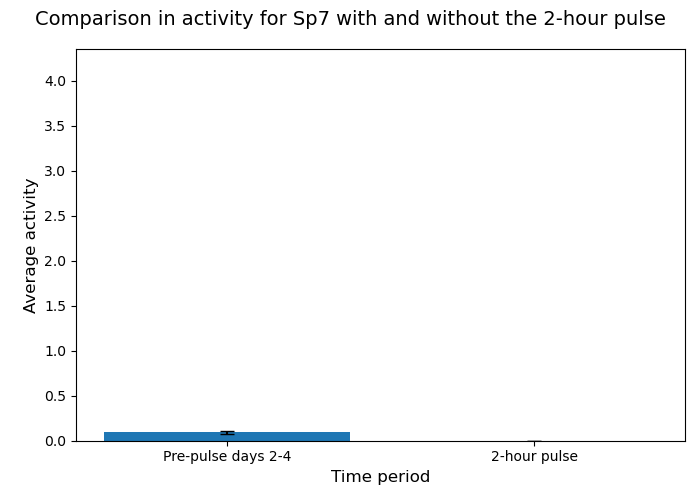 Comparison in activity for Sp7 with and without the 2-hour pulse
4.0
3.5
3.0
2.5
2.0
1.5
1.0
0.5
0.0
Average activity
Pre-pulse days 2-4
2-hour pulse
Time period